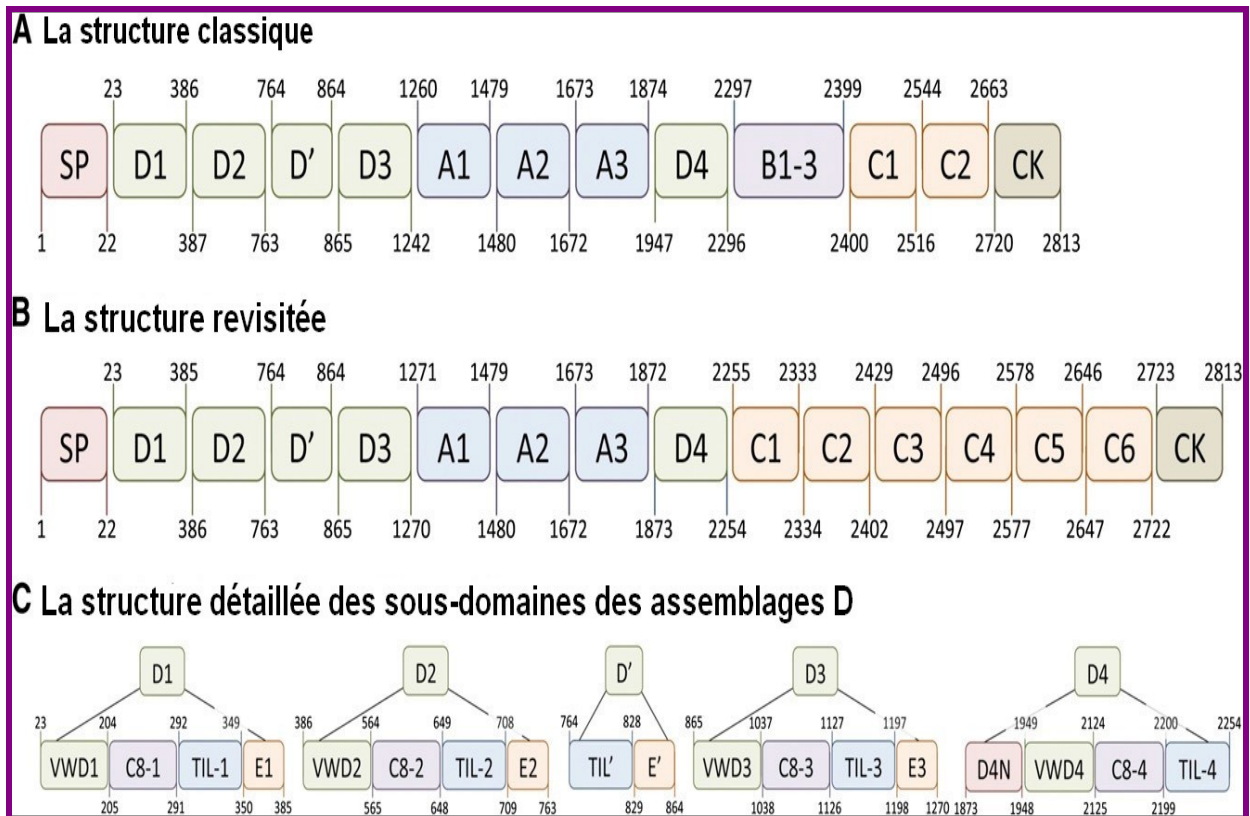 A La structure classique
23 386 764 864 1260 1479 1673 1874 2297 2399 2544 2663
SP D1 D2 D’ D3 A1 A2 A3 D4 B1-3 C1 C2 CK
1 22 387 763 865 1242 1480 1672 1947 2296 2400 2516 2720 2813
B La structure revisitée
23 385 764 864 1271 1479 1673 1872 2255 2333 2429 2496 2578 2646 2723 2813
SP D1 D2 D’ D3 A1 A2 A3 D4 C1 C2 C3 C4 C5 C6 CK
1 22 386 763 865 1270 1480 1672 1873 2254 2334 2402 2497 2577 2647 2722
C La structure détaillée des sous-domaines des assemblages D
D1 D2 D’ D3 D4
23 204 292 349 386 564 649 708 764 828 865 1037 1127 1197 1949 2124 2200 2254
VWD1 C8-1 TIL-1 E1 VWD2 C8-2 TIL-2 E2 TIL’ E’ VWD3 C8-3 TIL-3 E3 D4N VWD4 C8-4 TIL-4
205 291 350 385 565 648 709 763 829 864 1038 1126 1198 1270 1873 1948 2125 2199